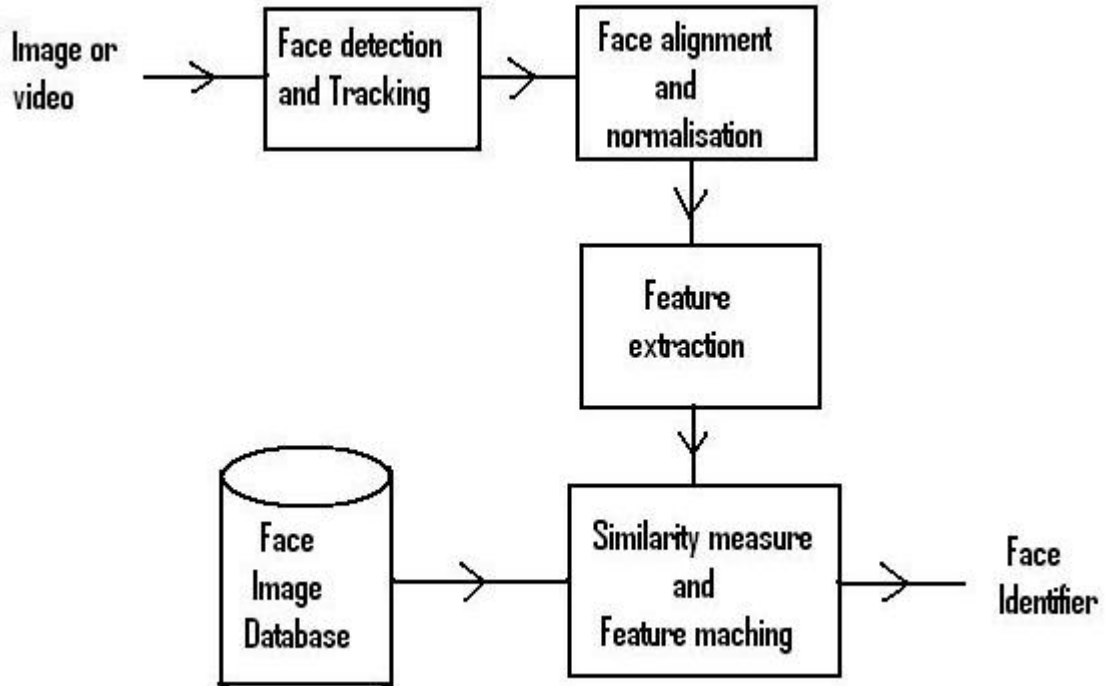 Image or
video
Face detection
and Tracking
Face alignment
and
normalisation
Feature
extraction
Face
Image
Database
Similarity measure
and
Feature maching
Face
Identifier